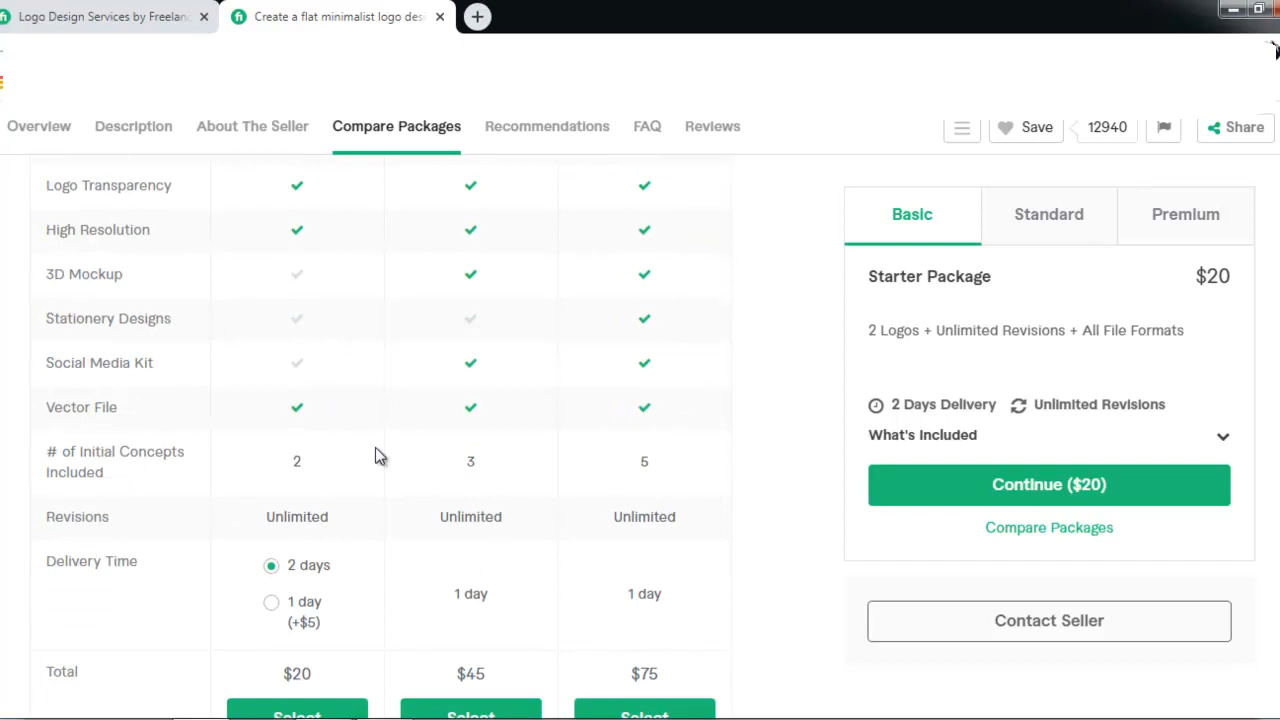 Logo Design Services by Freelanc
Create a flat minimalist logo des
Overview Description About The Seller Compare Packages Recommendations FAQ Reviews
Save 12940 Share
Logo Transparency
High Resolution
3D Mockup
Stationery Designs
Social Media Kit
Vector File
# of Initial Concepts
Included
2 3 5
Revisions Unlimited Unlimited Unlimited
Delivery Time
2 days
1 day
(+$5)
1 day 1 day
Total $20 $45 $75
Select Select Select
Basic Standard Premium
Starter Package $20
2 Logos + Unlimited Revisions + All File Formats
2 Days Delivery Unlimited Revisions
What's Included
Continue ($20)
Compare Packages
Contact Seller